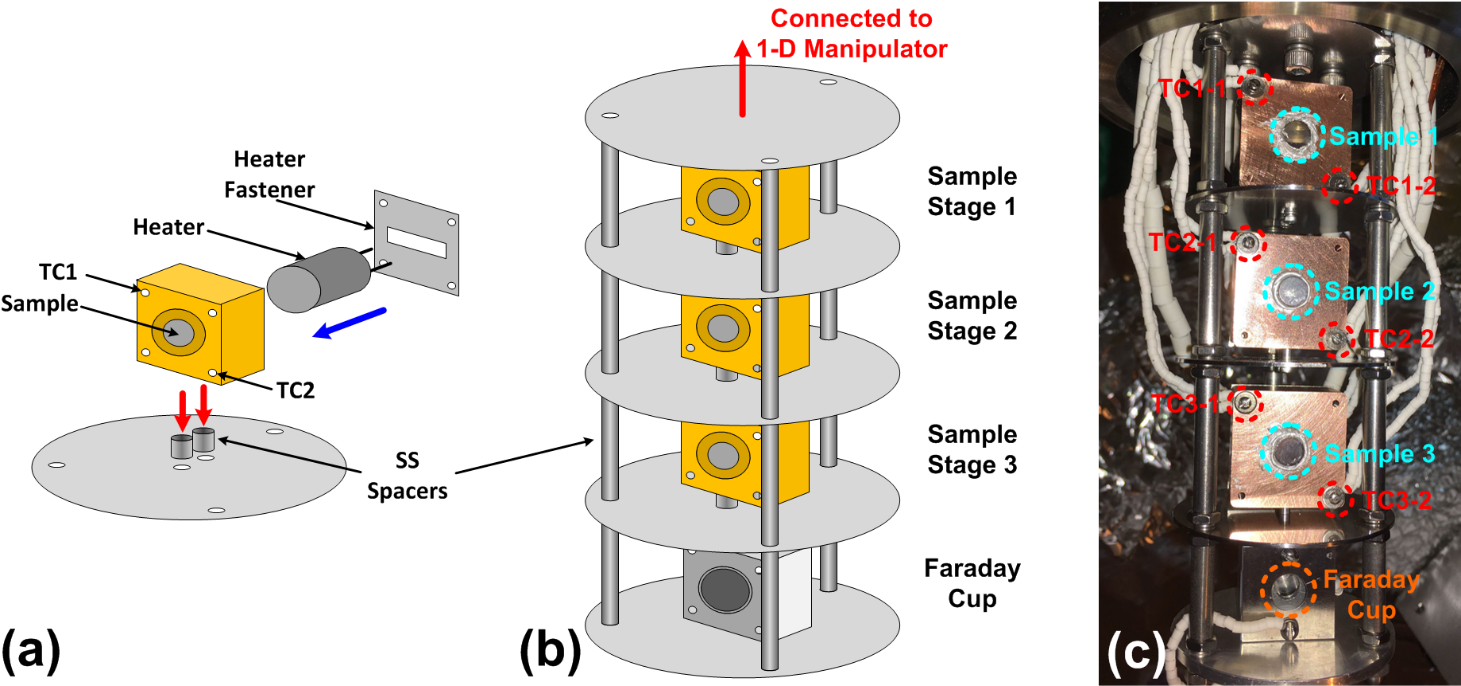 Heater
Fastener
Heater
TC1
Sample
TC2
SS
Spacers
(a)
Connected to
1-D Manipulator
Sample
Stage 1
Sample
Stage 2
Sample
Stage 3
Faraday
Cup
(b)
TC1-1
Sample 1
TC1-2
TC2-1
Sample 2
TC2-2
TC3-1
Sample 3
TC3-2
Faraday
Cup
(c)